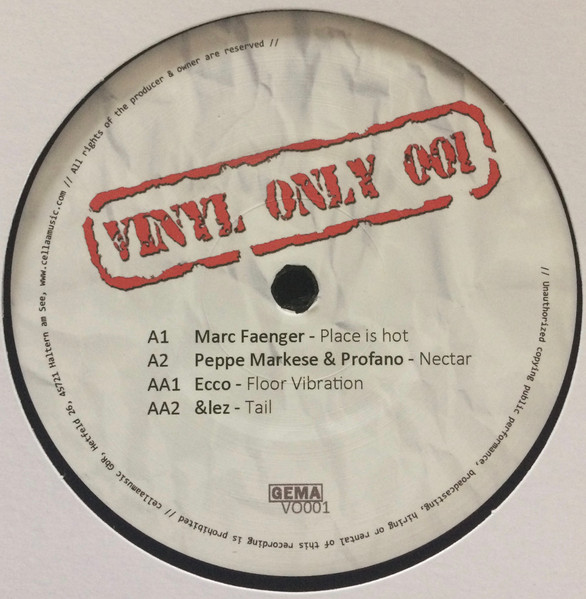 // All rights of the producer & owner are reserved //
VINYL ONLY 001
A1 Marc Faenger - Place is hot
A2 Peppe Markese & Profano - Nectar
AA1 Ecco - Floor Vibration
AA2 &lez - Tail
GEMA
VO001
// Unauthorized copying public performance, broadcasting, hiring or rental of this recording is prohibited // cellaamusic GbR, Hetfeld 26, 45721 Haltern am See, www.cellaamusic.com